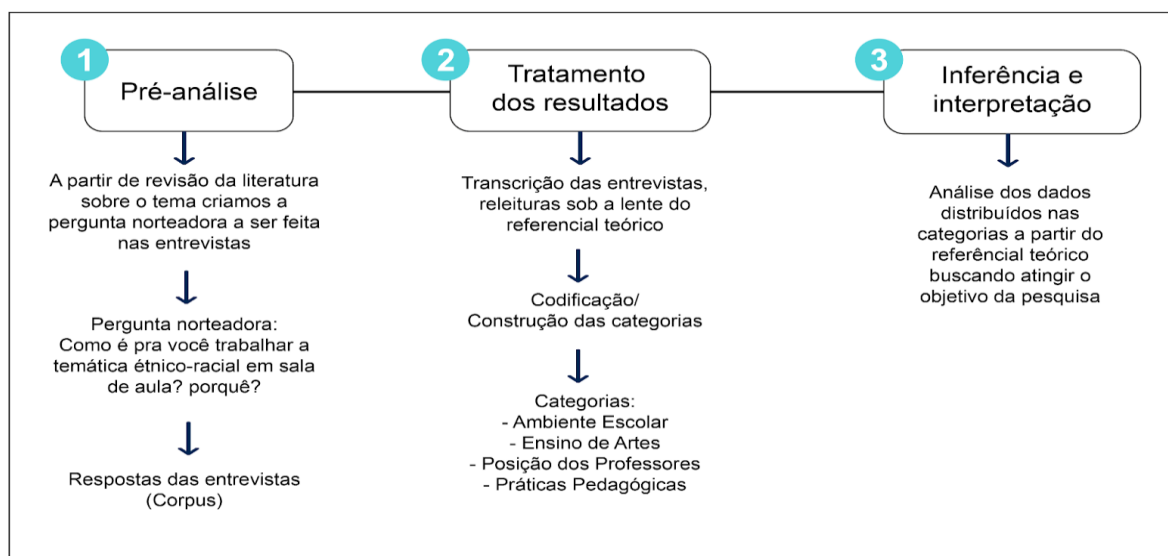 1
Pré-análise
A partir de revisão da literatura
sobre o tema criamos a
pergunta norteadora a ser feita
nas entrevistas
Pergunta norteadora:
Como é pra você trabalhar a
temática étnico-racial em sala
de aula? porquê?
Respostas das entrevistas
(Corpus)
2
Tratamento
dos resultados
Transcrição das entrevistas,
releituras sob a lente do
referencial teórico
Codificação/
Construção das categorias
Categorias:
- Ambiente Escolar
- Ensino de Artes
- Posição dos Professores
- Práticas Pedagógicas
3
Inferência e
interpretação
Análise dos dados
distribuídos nas
categorias a partir do
referêncial teórico
buscando atingir o
objetivo da pesquisa